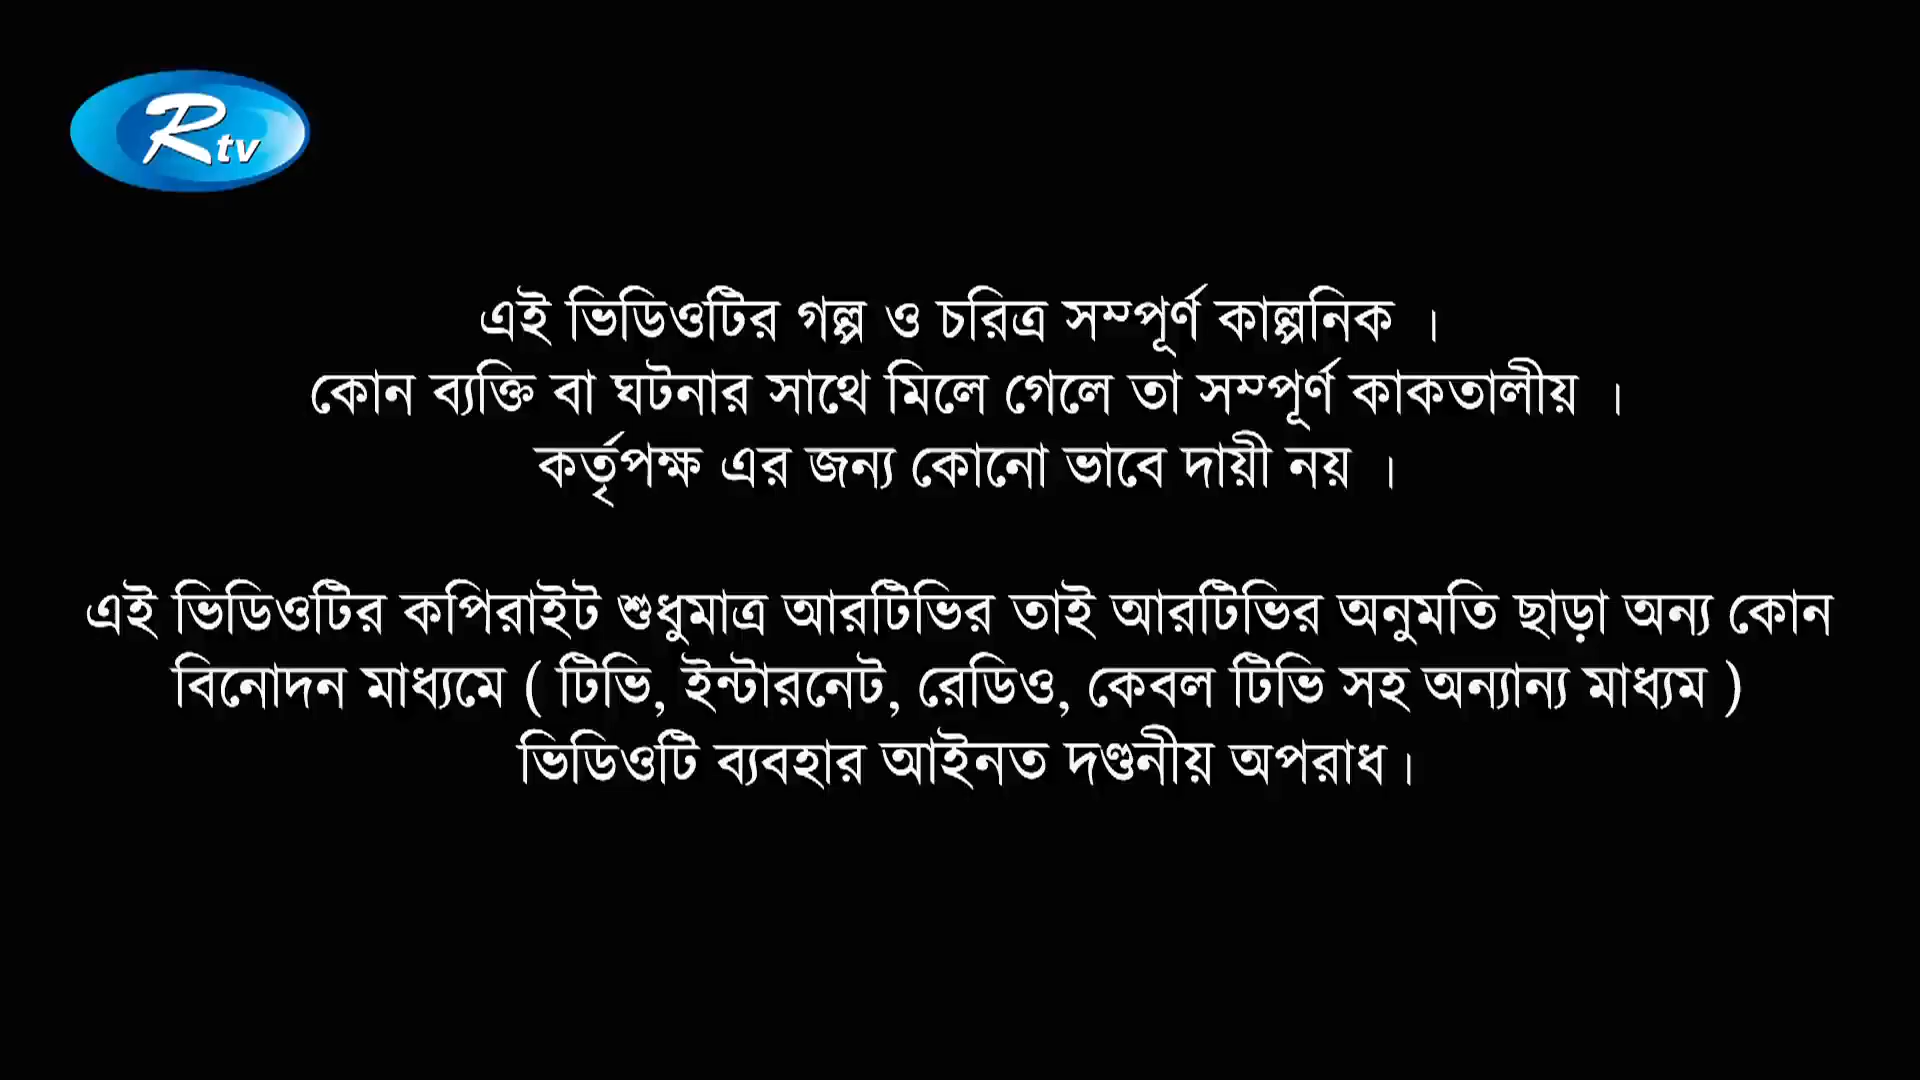 Rtv
এই ভিডিওটির গল্প ও চরিত্র সম্পূর্ণ কাল্পনিক ।
কোন ব্যক্তি বা ঘটনার সাথে মিলে গেলে তা সম্পূর্ণ কাকতালীয় ।
কর্তৃপক্ষ এর জন্য কোনো ভাবে দায়ী নয় ।
এই ভিডিওটির কপিরাইট শুধুমাত্র আরটিভির তাই আরটিভির অনুমতি ছাড়া অন্য কোন
বিনোদন মাধ্যমে ( টিভি, ইন্টারনেট, রেডিও, কেবল টিভি সহ অন্যান্য মাধ্যম )
ভিডিওটি ব্যবহার আইনত দণ্ডনীয় অপরাধ।